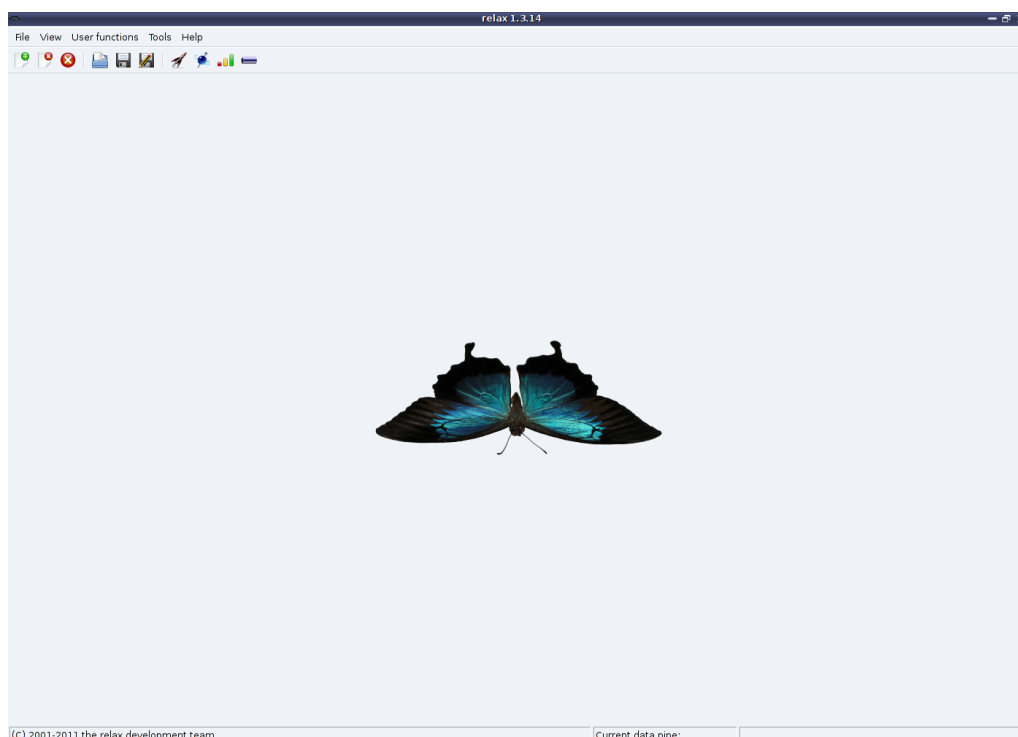 relax 1.3.14
File View User functions Tools Help
(C) 2001-2011 the relax development team Current data pipe: